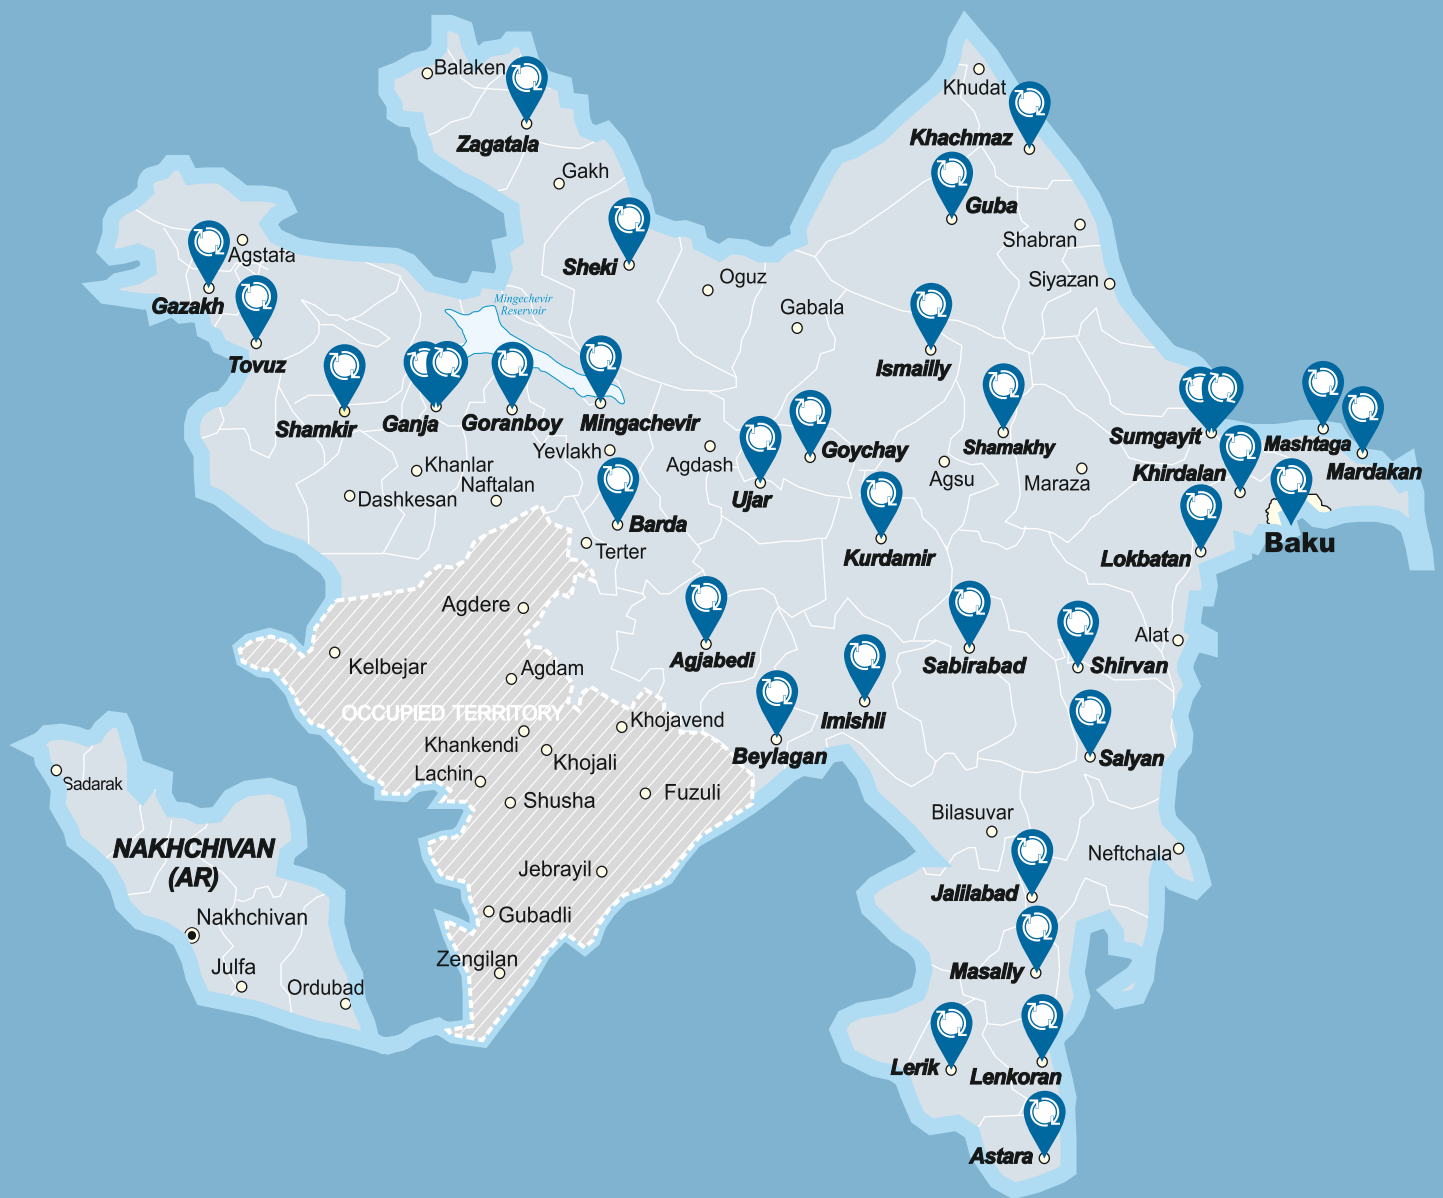 Balaken
Zagatala
Khudat
Khachmaz
Gakh
Guba
Shabran
Agstafa
Sheki
Oguz
Siyazan
Gazakh
Mingechevir
Reservoir
Gabala
Tovuz
Ismailly
Shamkir
Ganja
Goranboy
Mingachevir
Yevlakh
Agdash
Goychay
Shamakhy
Sumgayit
Mashtaga
Khanlar
Naftalan
Dashkesan
Ujar
Agsu
Maraza
Khirdalan
Mardakan
Barda
Terter
Kurdamir
Lokbatan
Baku
Agdere
Kelbejar
Agdam
Agjabedi
Sabirabad
Shirvan
Alat
OCCUPIED TERRITORY
Khojavend
Imishli
Khankendi
Khojali
Beylagan
Salyan
Lachin
Shusha
Fuzuli
Sadarak
Bilasuvar
NAKHCHIVAN
(AR)
Jebrayil
Neftchala
Jalilabad
Nakhchivan
Gubadli
Julfa
Zengilan
Masally
Ordubad
Lerik
Lenkoran
Astara